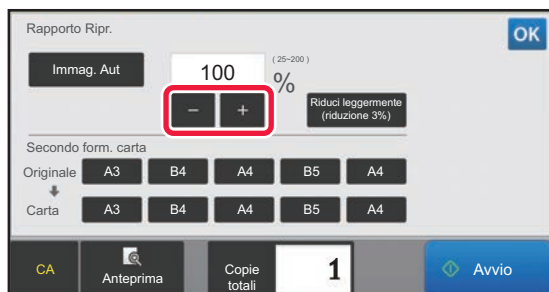 Rapporto Ripr.
OK
Immag. Aut
100
(25~200)
%
− +
Riduci leggermente
(riduzione 3%)
Secondo form. carta
Originale A3 B4 A4 B5 A4
Carta A3 B4 A4 B5 A4
CA
Anteprima
Copie
totali
1
Avvio